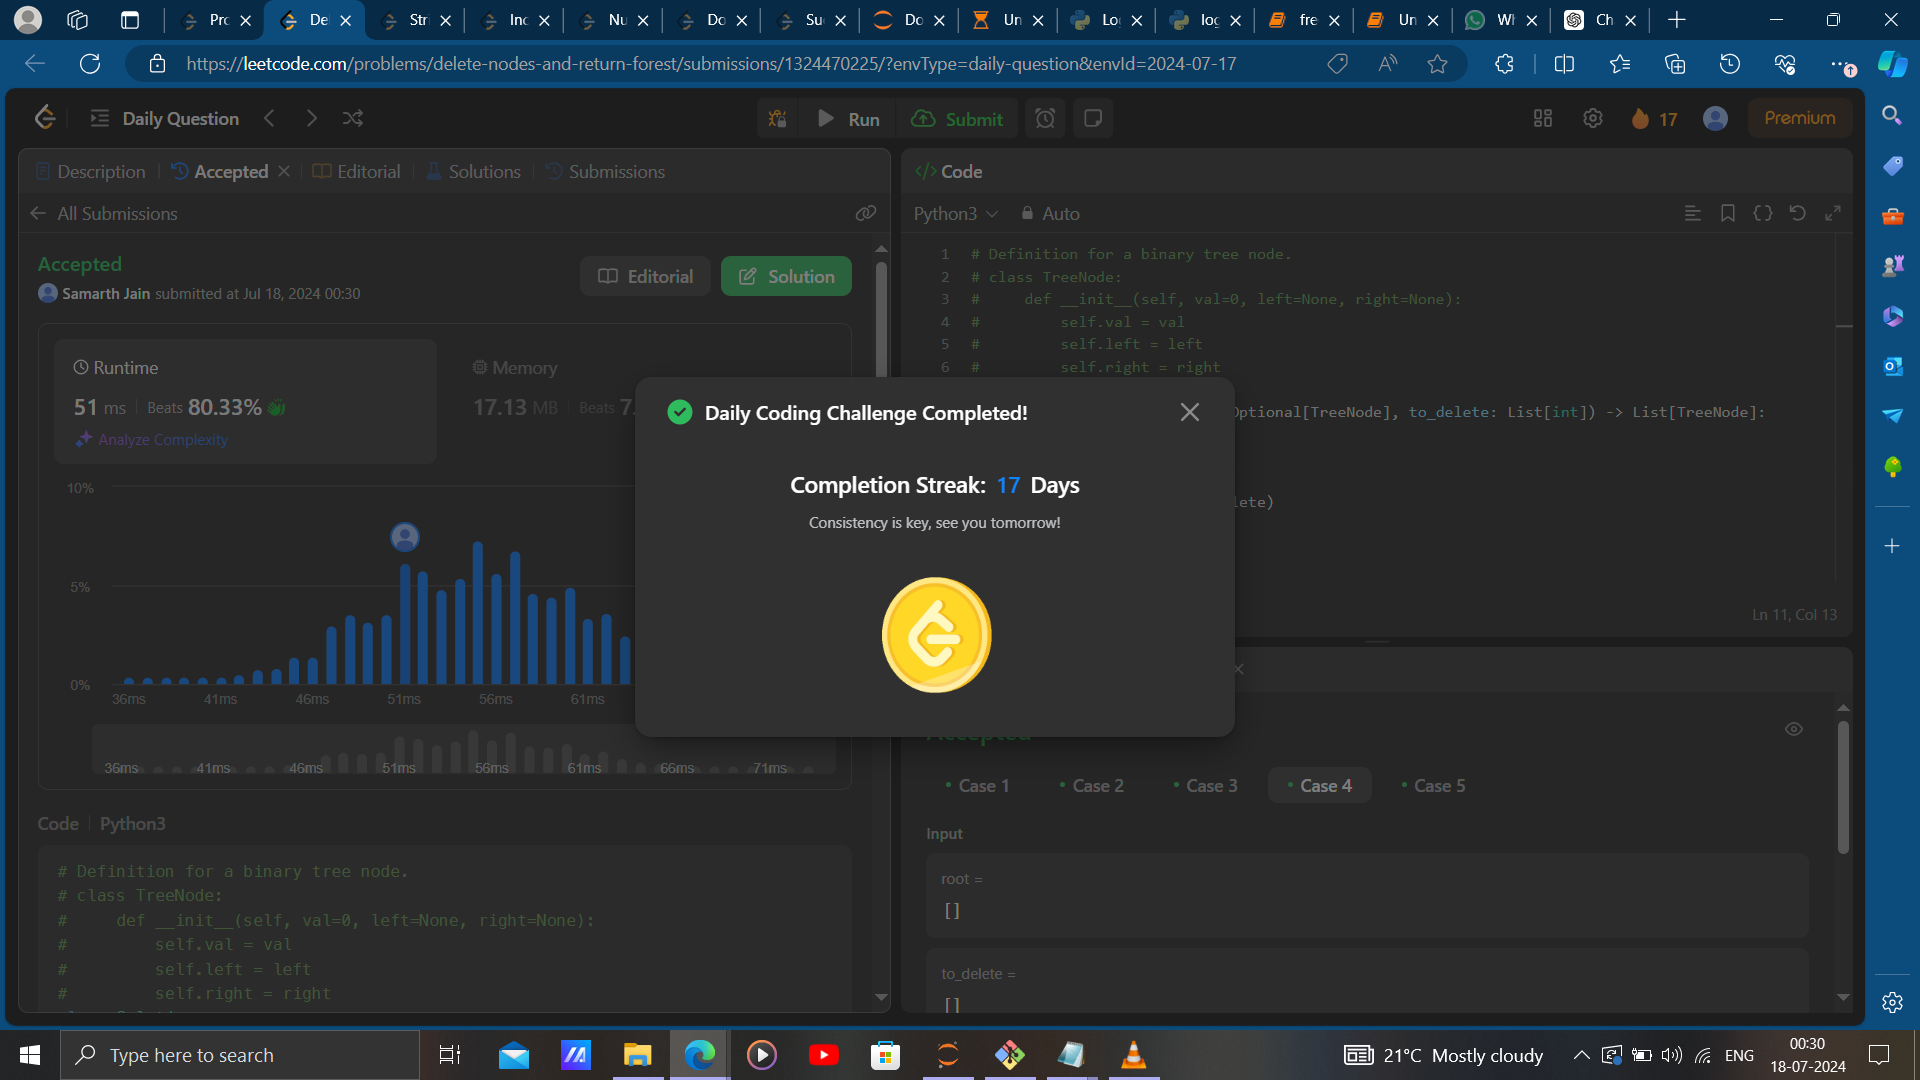 Pro
De
Stri
Inc
Nu
Do
Su
Do
Un
Lo
log
fre
Un
Wh
Ch
https://leetcode.com/problems/delete-nodes-and-return-forest/submissions/1324470225/?envType=daily-question&envId=2024-07-17
Daily Question
Run
Submit
17
Premium
Description
Accepted
Editorial
Solutions
Submissions
All Submissions
Accepted
Samarth Jain submitted at Jul 18, 2024 00:30
Editorial
Solution
Runtime
51 ms
Beats 80.33%
Analyze Complexity
Memory
17.13 MB
Beats 7.
10%
5%
0%
36ms 41ms 46ms 51ms 56ms 61ms
36ms 41ms 46ms 51ms 56ms 61ms 66ms 71ms
Code
Python3
# Definition for a binary tree node.
# class TreeNode:
#     def __init__(self, val=0, left=None, right=None):
#         self.val = val
#         self.left = left
#         self.right = right
Daily Coding Challenge Completed!
Completion Streak: 17 Days
Consistency is key, see you tomorrow!
</> Code
Python3
Auto
1 # Definition for a binary tree node.
2 # class TreeNode:
3 #     def __init__(self, val=0, left=None, right=None):
4 #         self.val = val
5 #         self.left = left
6 #         self.right = right
Optional[TreeNode], to_delete: List[int]) -> List[TreeNode]:
lete)
Ln 11, Col 13
Accepted
Case 1
Case 2
Case 3
Case 4
Case 5
Input
root =
[]
to_delete =
[]
Type here to search
21°C Mostly cloudy
ENG
00:30
18-07-2024